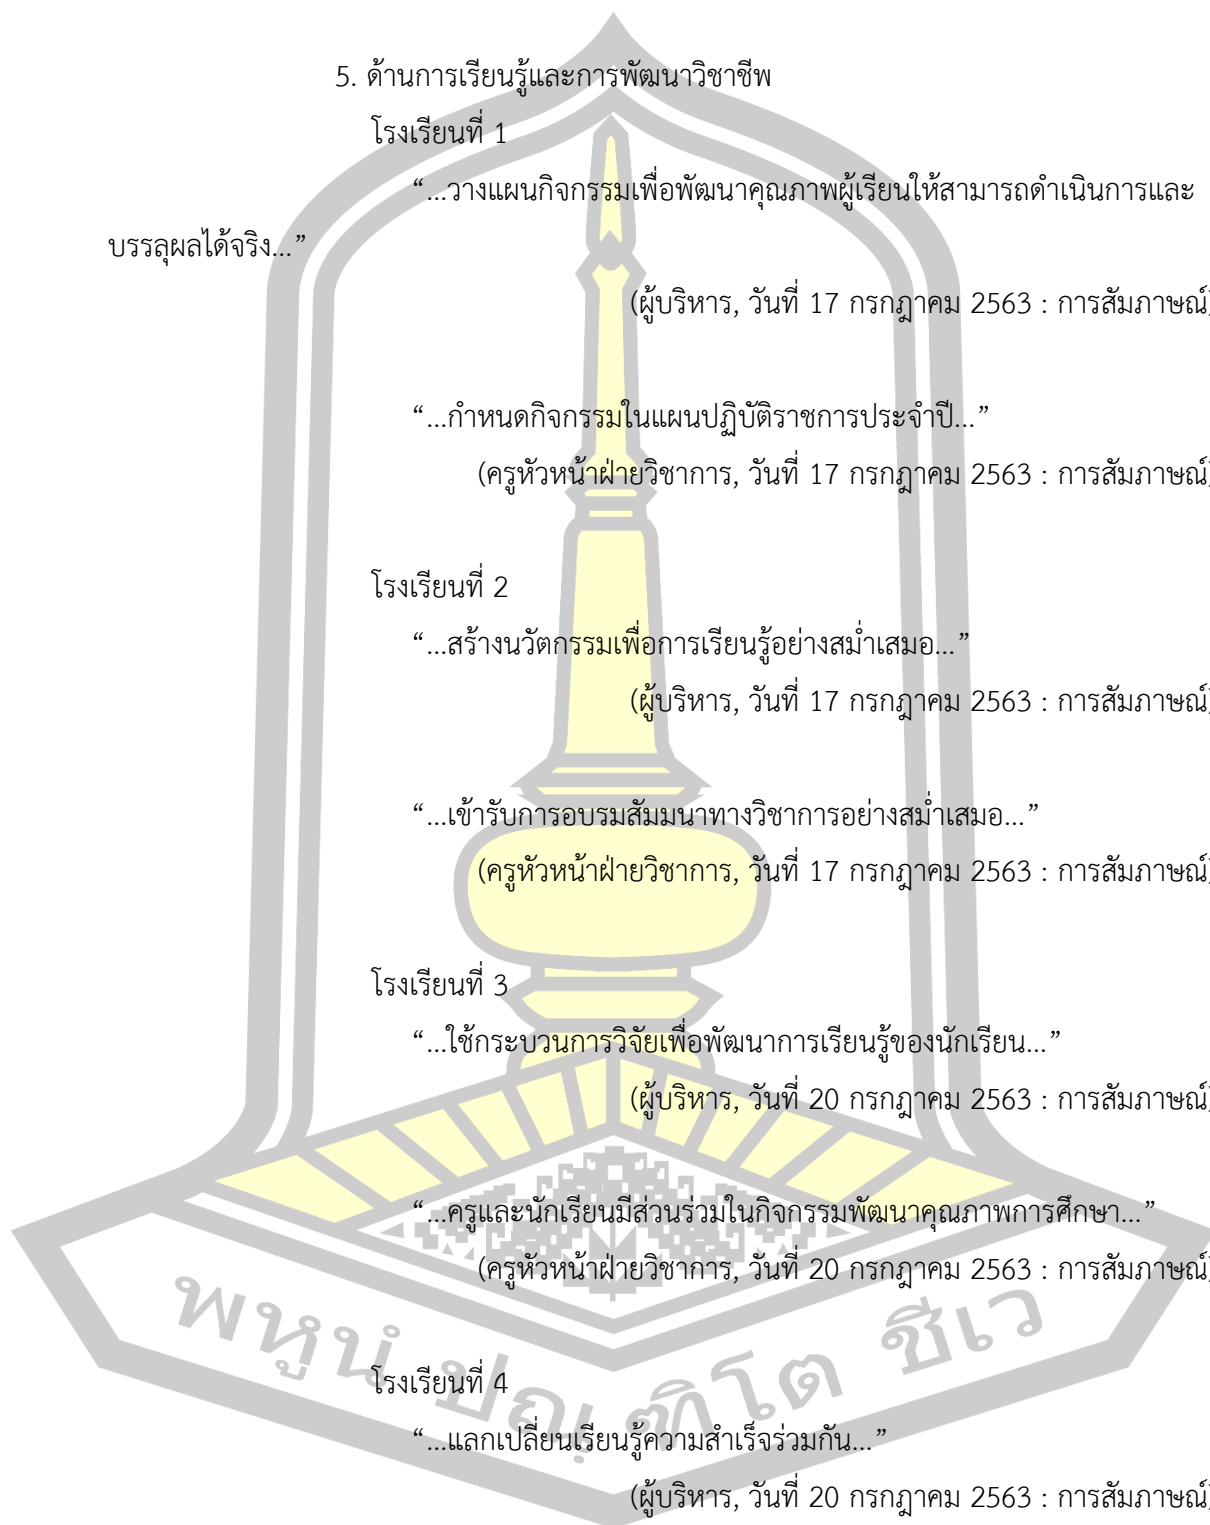 5. ด้านการเรียนรู้และการพัฒนาวิชาชีพ
โรงเรียนที่ 1
“...วางแผนกิจกรรมเพื่อพัฒนาคุณภาพผู้เรียนให้สามารถดำเนินการและ
บรรลุผลได้จริง...”
(ผู้บริหาร, วันที่ 17 กรกฎาคม 2563 : การสัมภาษณ์)
“...กำหนดกิจกรรมในแผนปฏิบัติราชการประจำปี...”
(ครูหัวหน้าฝ่ายวิชาการ, วันที่ 17 กรกฎาคม 2563 : การสัมภาษณ์)
โรงเรียนที่ 2
“...สร้างนวัตกรรมเพื่อการเรียนรู้อย่างสม่ำเสมอ...”
(ผู้บริหาร, วันที่ 17 กรกฎาคม 2563 : การสัมภาษณ์)
“...เข้ารับการอบรมสัมมนาทางวิชาการอย่างสม่ำเสมอ...”
(ครูหัวหน้าฝ่ายวิชาการ, วันที่ 17 กรกฎาคม 2563 : การสัมภาษณ์)
โรงเรียนที่ 3
“...ใช้กระบวนการวิจัยเพื่อพัฒนาการเรียนรู้ของนักเรียน...”
(ผู้บริหาร, วันที่ 20 กรกฎาคม 2563 : การสัมภาษณ์)
“...ครูและนักเรียนมีส่วนร่วมในกิจกรรมพัฒนาคุณภาพการศึกษา...”
(ครูหัวหน้าฝ่ายวิชาการ, วันที่ 20 กรกฎาคม 2563 : การสัมภาษณ์)
โรงเรียนที่ 4
“...แลกเปลี่ยนเรียนรู้ความสำเร็จร่วมกัน...”
(ผู้บริหาร, วันที่ 20 กรกฎาคม 2563 : การสัมภาษณ์)
พหูนํ ปณฺฑิโต ชีเว